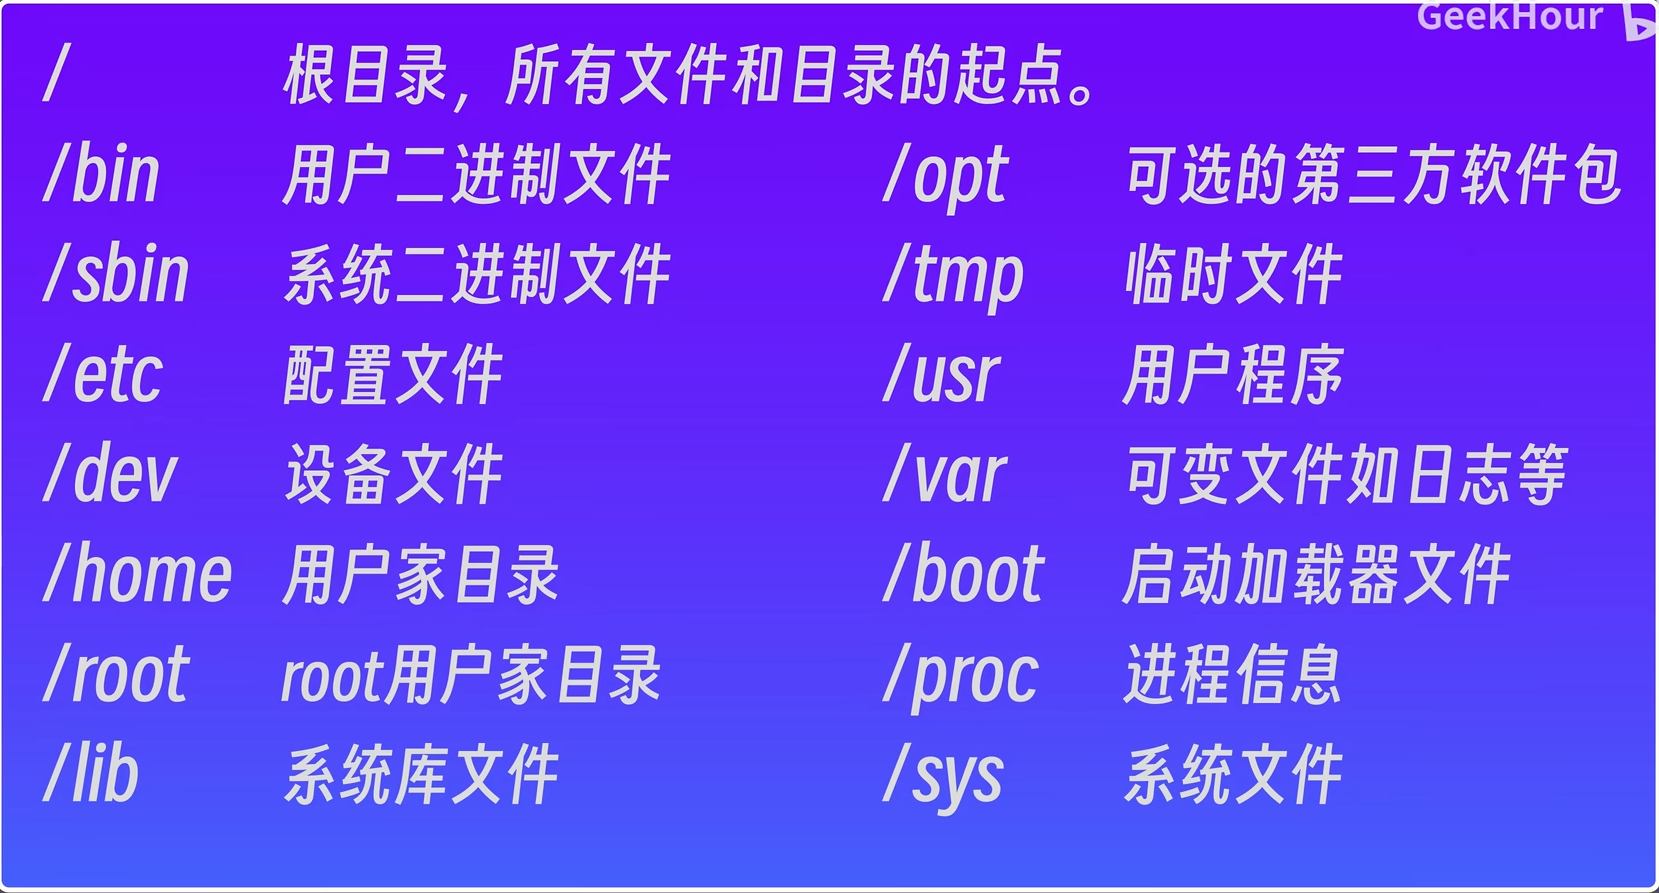 GeekHour
/ 根目录，所有文件和目录的起点。
/bin 用户二进制文件 /opt 可选的第三方软件包
/sbin 系统二进制文件 /tmp 临时文件
/etc 配置文件 /usr 用户程序
/dev 设备文件 /var 可变文件如日志等
/home 用户家目录 /boot 启动加载器文件
/root root用户家目录 /proc 进程信息
/lib 系统库文件 /sys 系统文件